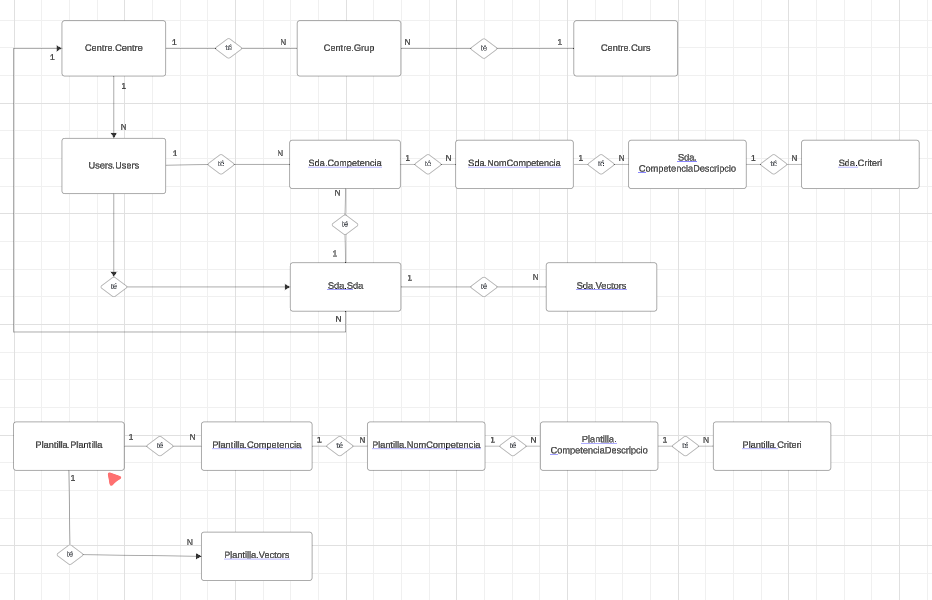 Centre.Centre
1
té
N
Centre.Grup
N
té
1
Centre.Curs
1
1
N
Users.Users
1
té
N
Sda.Competencia
1
té
N
Sda.NomCompetencia
1
té
N
Sda.
CompetenciaDescripcio
1
té
N
Sda.Criteri
N
té
1
té
Sda.Sda
1
té
N
Sda.Vectors
N
Plantilla.Plantilla
1
té
N
Plantilla.Competencia
1
té
N
Plantilla.NomCompetencia
1
té
N
Plantilla.
CompetenciaDescripcio
1
té
N
Plantilla.Criteri
1
té
N
Plantilla.Vectors